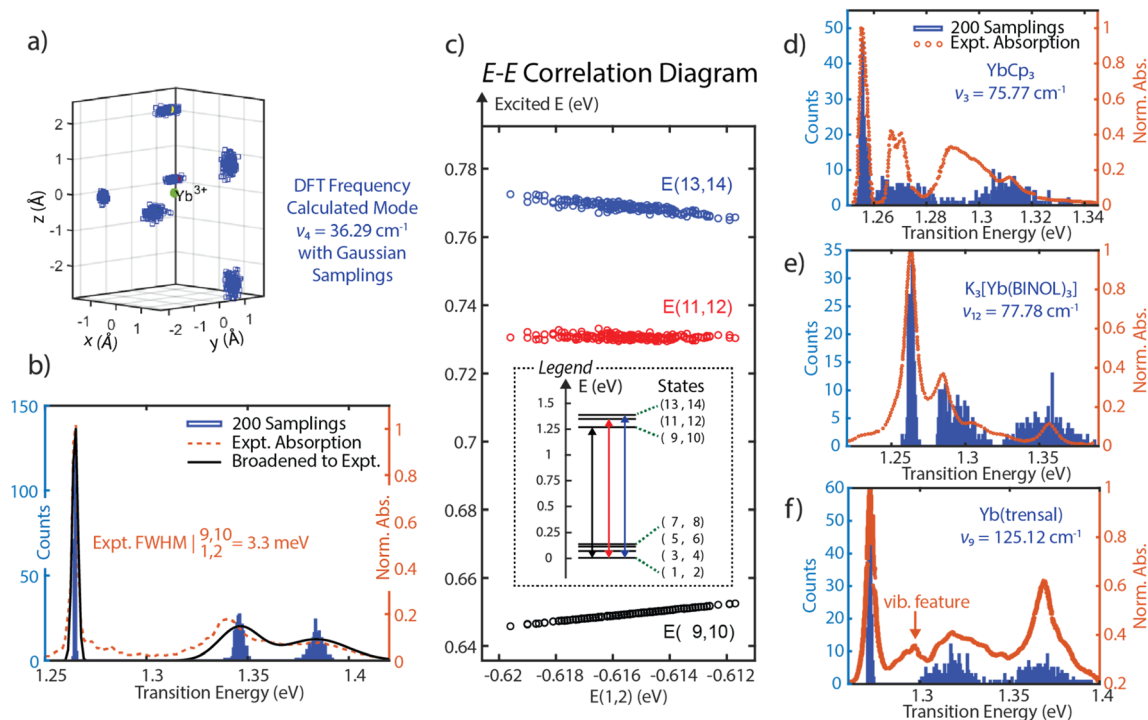 a)
2
1
0
-1
-2
z (Å)
-1
0
1
x (Å)
-2
-1
0
1
y (Å)
Yb3+
DFT Frequency
Calculated Mode
ν4 = 36.29 cm-1
with Gaussian
Samplings
b)
150
100
50
0
Counts
200 Samplings
Expt. Absorption
Broadened to Expt.
Expt. FWHM | 9,10 1,2 = 3.3 meV
1
0.8
0.6
0.4
0.2
0
Norm. Abs.
1.25
1.3
1.35
1.4
Transition Energy (eV)
c)
E-E Correlation Diagram
Excited E (eV)
0.78
0.76
0.74
0.72
0.7
0.68
0.66
0.64
E(13,14)
E(11,12)
E( 9,10)
Legend
E (eV)
States
1.5
1.25
1
0.75
0.5
0.25
0
(13 , 14)
(11 , 12)
( 9 , 10)
( 7 , 8)
( 5 , 6)
( 3 , 4)
( 1 , 2)
-0.62
-0.618
-0.616
-0.614
-0.612
E(1,2) (eV)
d)
50
40
30
20
10
0
Counts
200 Samplings
Expt. Absorption
YbCp3
ν3 = 75.77 cm-1
1
0.8
0.6
0.4
0.2
0
Norm. Abs.
1.26
1.28
1.3
1.32
1.34
Transition Energy (eV)
e)
35
30
25
20
15
10
5
0
Counts
K3[Yb(BINOL)3]
ν12 = 77.78 cm-1
1
0.8
0.6
0.4
0.2
0
Norm. Abs.
1.25
1.3
1.35
Transition Energy (eV)
f)
60
50
40
30
20
10
0
Counts
Yb(trensal)
ν9 = 125.12 cm-1
vib. feature
1
0.8
0.6
0.4
0.2
Norm. Abs.
1.3
1.35
1.4
Transition Energy (eV)